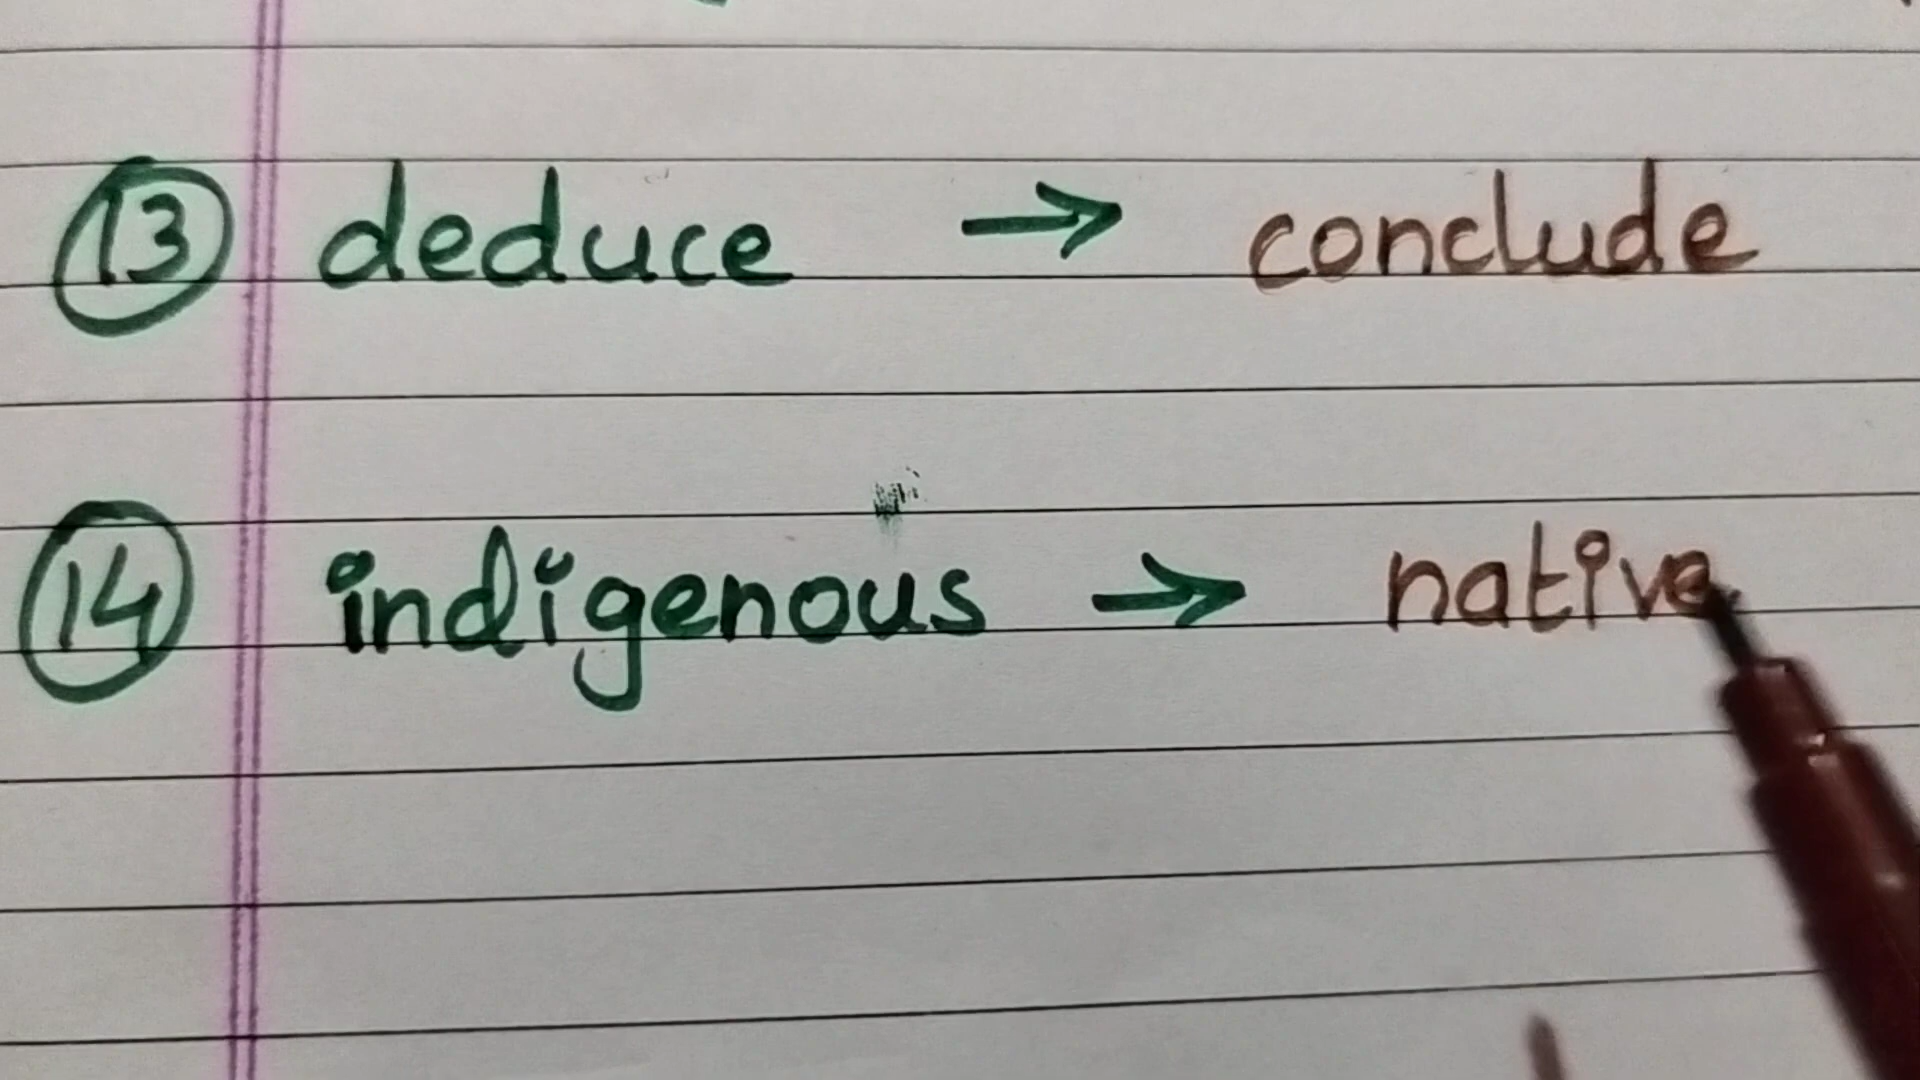 13 deduce → conclude
14 indigenous → native